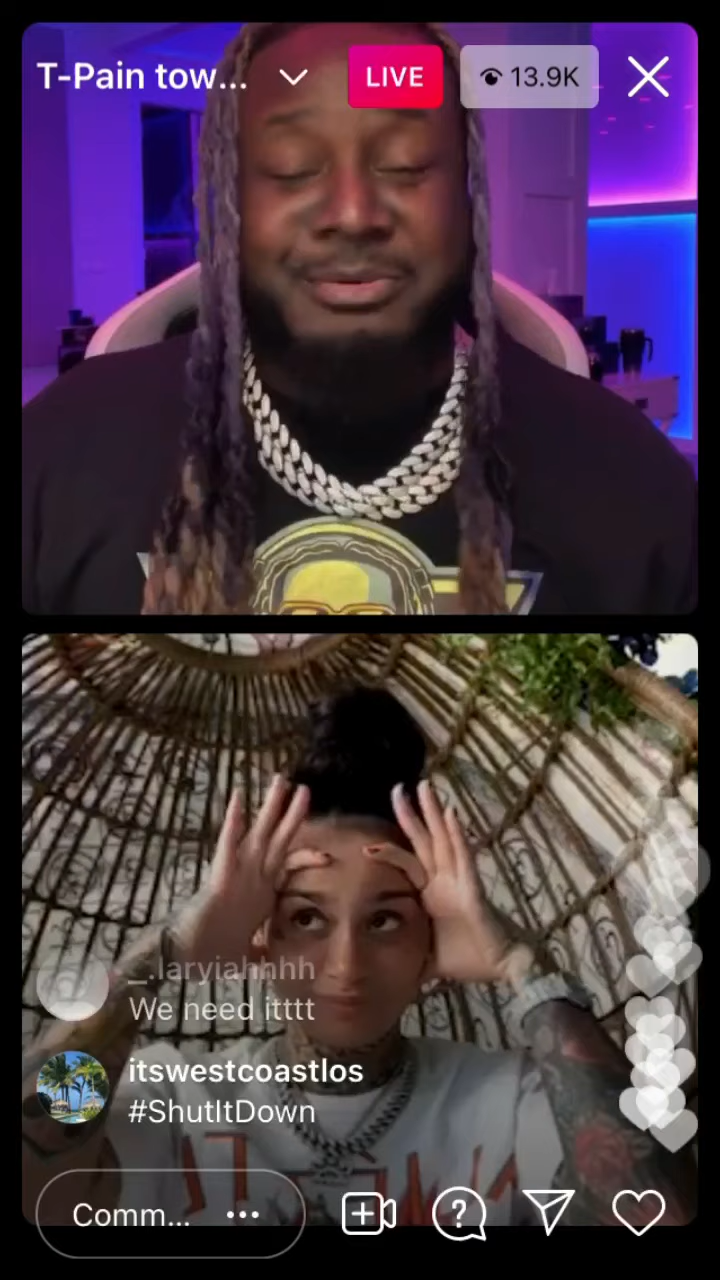 T-Pain tow...
LIVE
13.9K
_.laryiahhhh
We need itttt
itswestcoastlos
#ShutItDown
Comm...